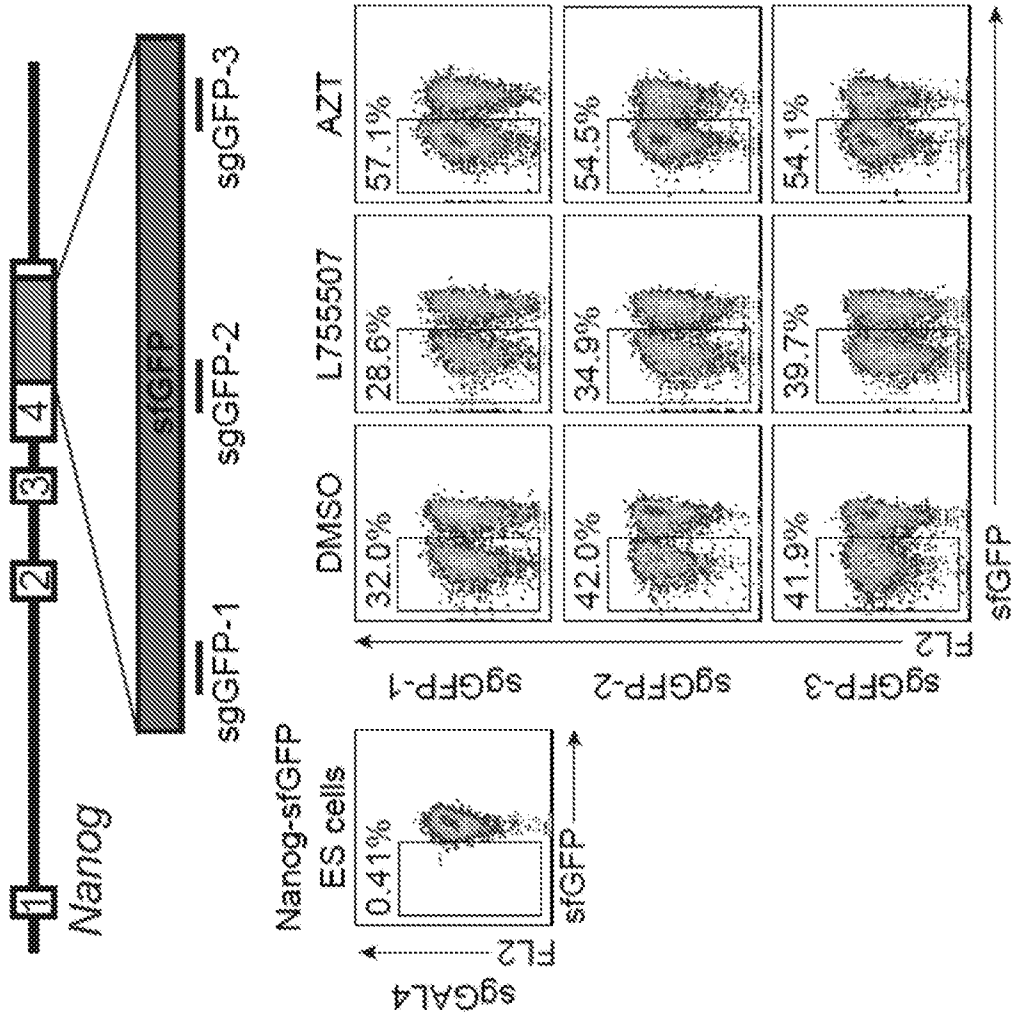 1 2 3 4
Nanog
sfGFP
sgGFP-1 sgGFP-2 sgGFP-3
Nanog-sfGFP
ES cells
0.41%
sgGAL4
FL2
sfGFP
DMSO L755507 AZT
sgGFP-1 32.0% 28.6% 57.1%
sgGFP-2 42.0% 34.9% 54.5%
sgGFP-3 41.9% 39.7% 54.1%
FL2
sfGFP